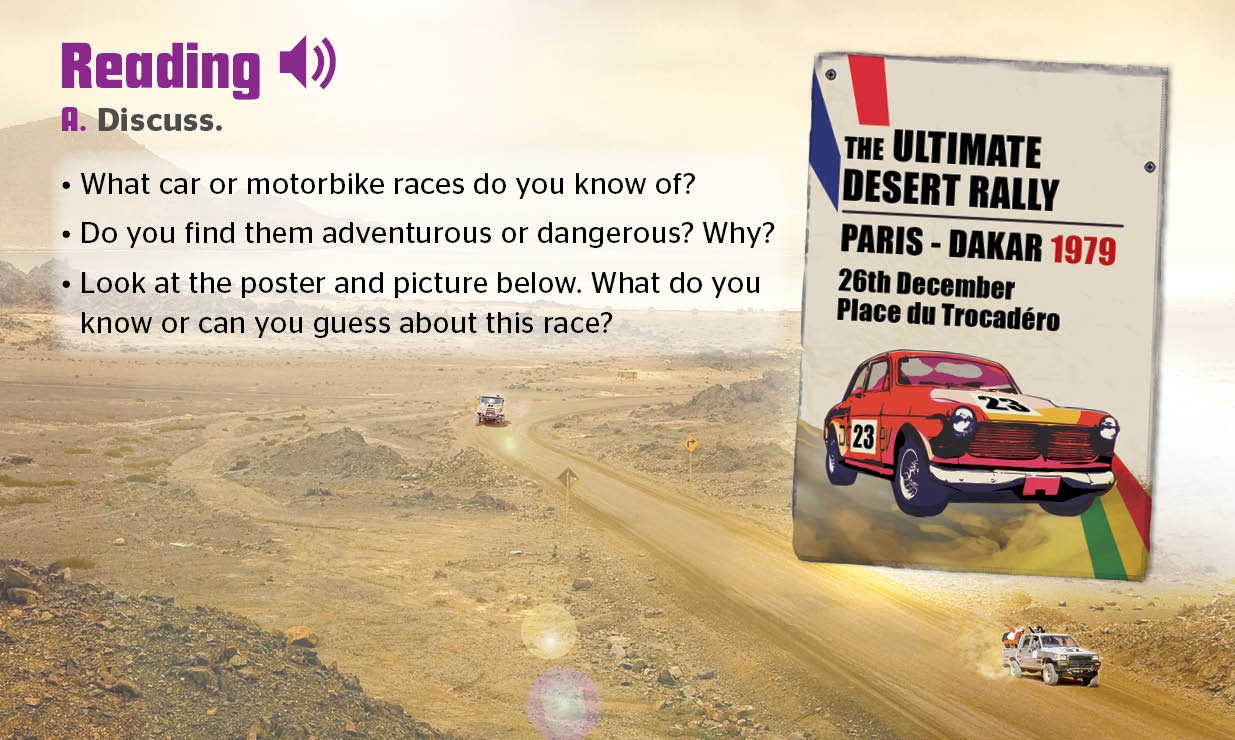 Reading
A. Discuss.
• What car or motorbike races do you know of?
• Do you find them adventurous or dangerous? Why?
• Look at the poster and picture below. What do you
know or can you guess about this race?
THE ULTIMATE
DESERT RALLY
PARIS - DAKAR 1979
26th December
Place du Trocadéro
23
23